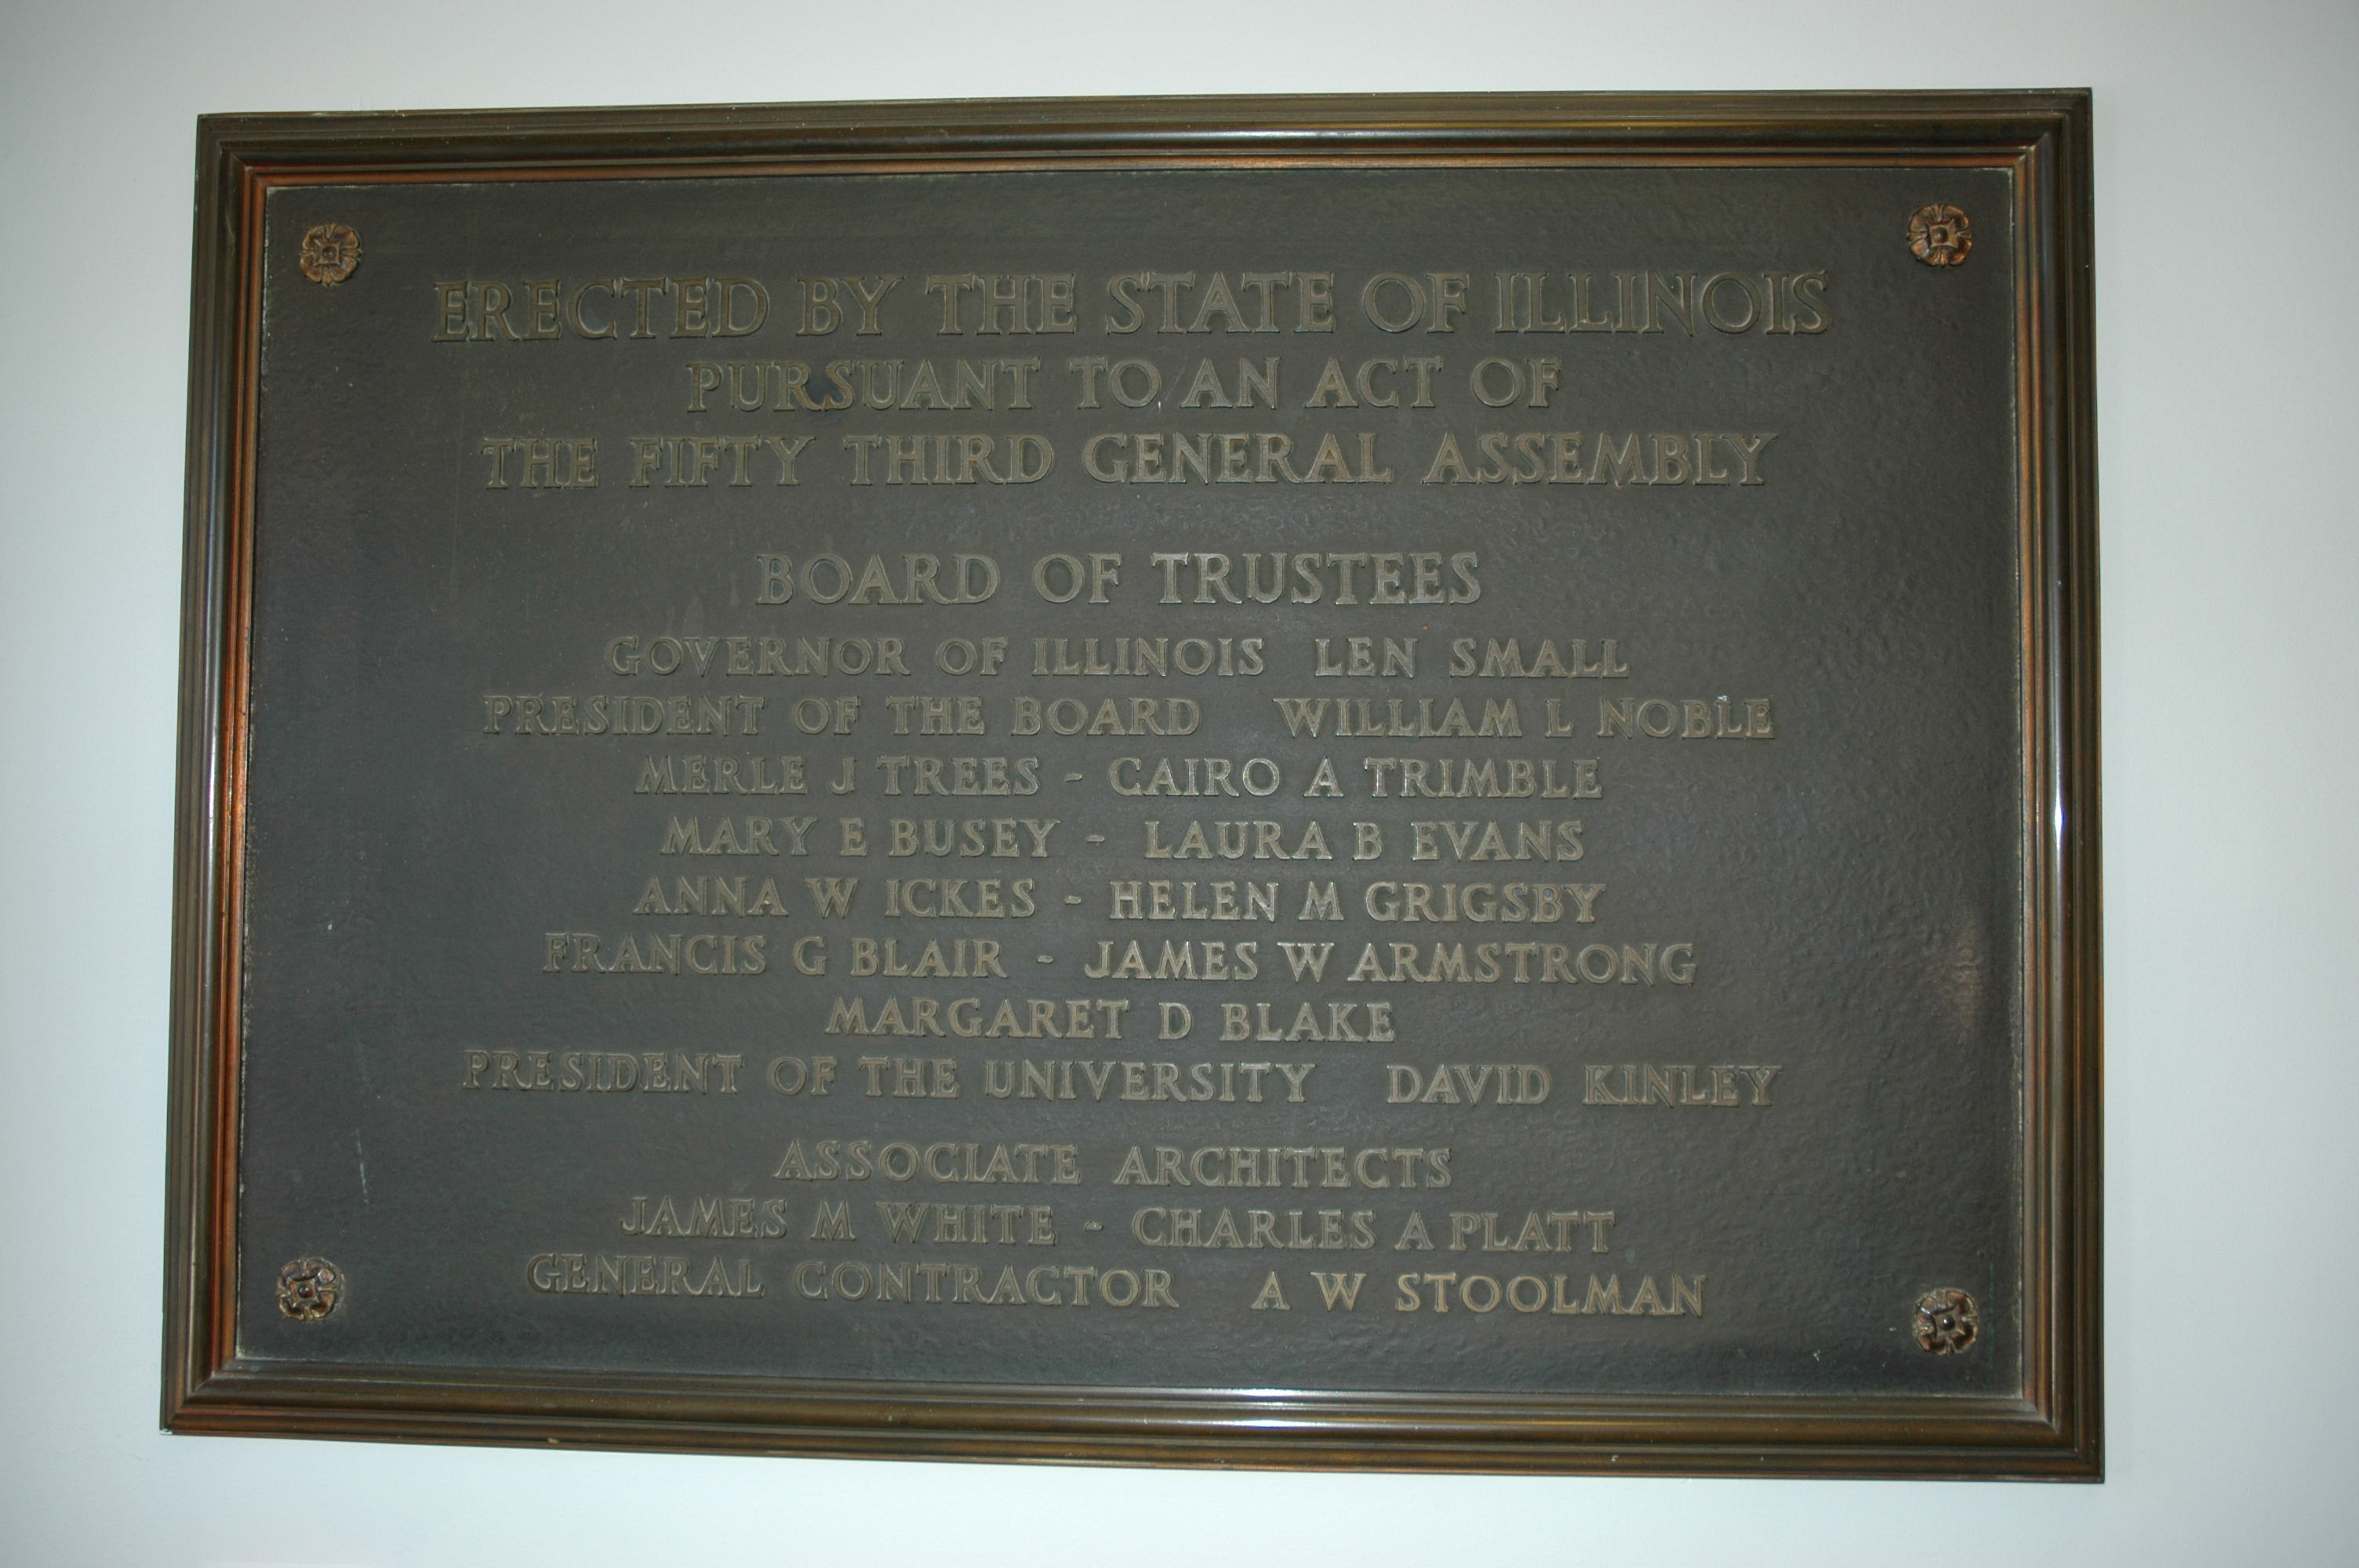 ERECTED BY THE STATE OF ILLINOIS
PURSUANT TO AN ACT OF
THE FIFTY THIRD GENERAL ASSEMBLY
BOARD OF TRUSTEES
GOVERNOR OF ILLINOIS LEN SMALL
PRESIDENT OF THE BOARD WILLIAM L NOBLE
MERLE J TREES - CAIRO A TRIMBLE
MARY E BUSEY - LAURA B EVANS
ANNA W ICKES - HELEN M GRIGSBY
FRANCIS G BLAIR - JAMES W ARMSTRONG
MARGARET D BLAKE
PRESIDENT OF THE UNIVERSITY DAVID KINLEY
ASSOCIATE ARCHITECTS
JAMES M WHITE - CHARLES A PLATT
GENERAL CONTRACTOR A W STOOLMAN